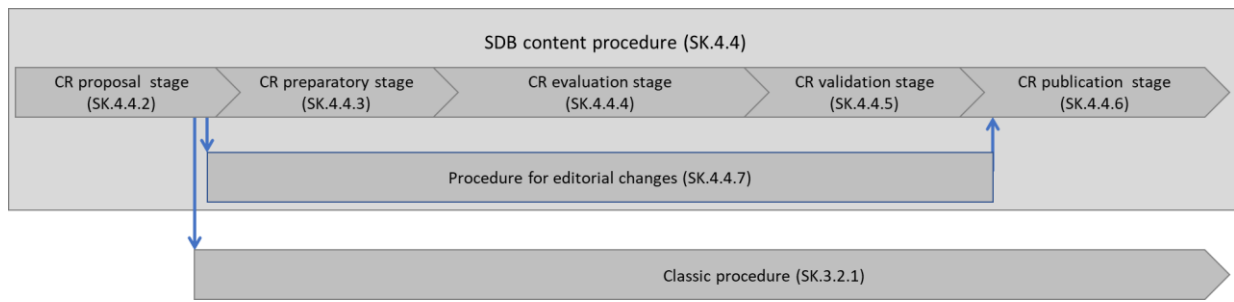 SDB content procedure (SK.4.4)
CR proposal stage
(SK.4.4.2)
CR preparatory stage
(SK.4.4.3)
CR evaluation stage
(SK.4.4.4)
CR validation stage
(SK.4.4.5)
CR publication stage
(SK.4.4.6)
Procedure for editorial changes (SK.4.4.7)
Classic procedure (SK.3.2.1)